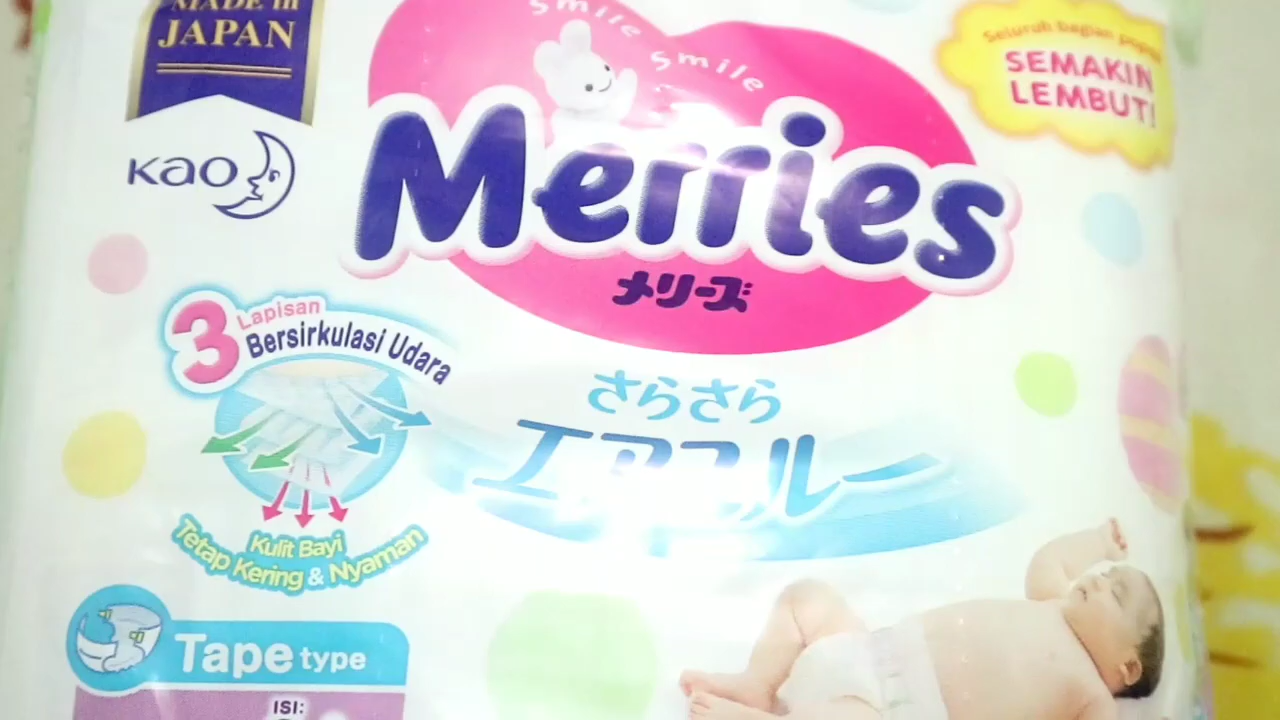 MADE in
JAPAN
Kao
smile smile
Merries
メリーズ
Seluruh bagian popok
SEMAKIN
LEMBUT!
3 Lapisan
Bersirkulasi Udara
Kulit Bayi
Tetap Kering & Nyaman
さらさら
エアスルー
Tape type
ISI: